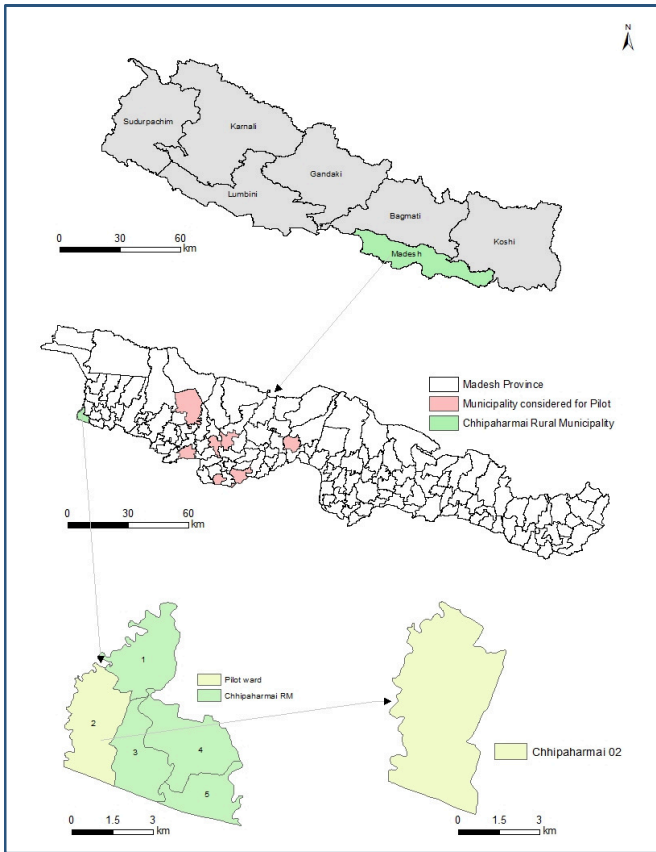 N
Sudurpachim
Karnali
Gandaki
Lumbini
Bagmati
Koshi
Madesh
0 30 60
km
Madesh Province
Municipality considered for Pilot
Chhipaharmai Rural Municipality
0 30 60
km
1
2
3
4
5
Pilot ward
Chhipaharmai RM
Chhipaharmai 02
0 1.5 3
km
0 1.5 3
km